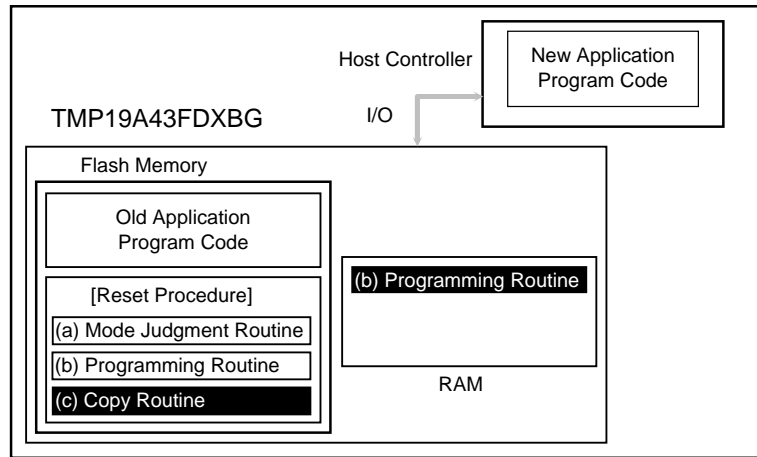 Host Controller
New Application
Program Code
I/O
TMP19A43FDXBG
Flash Memory
Old Application
Program Code
[Reset Procedure]
(a) Mode Judgment Routine
(b) Programming Routine
(c) Copy Routine
(b) Programming Routine
RAM